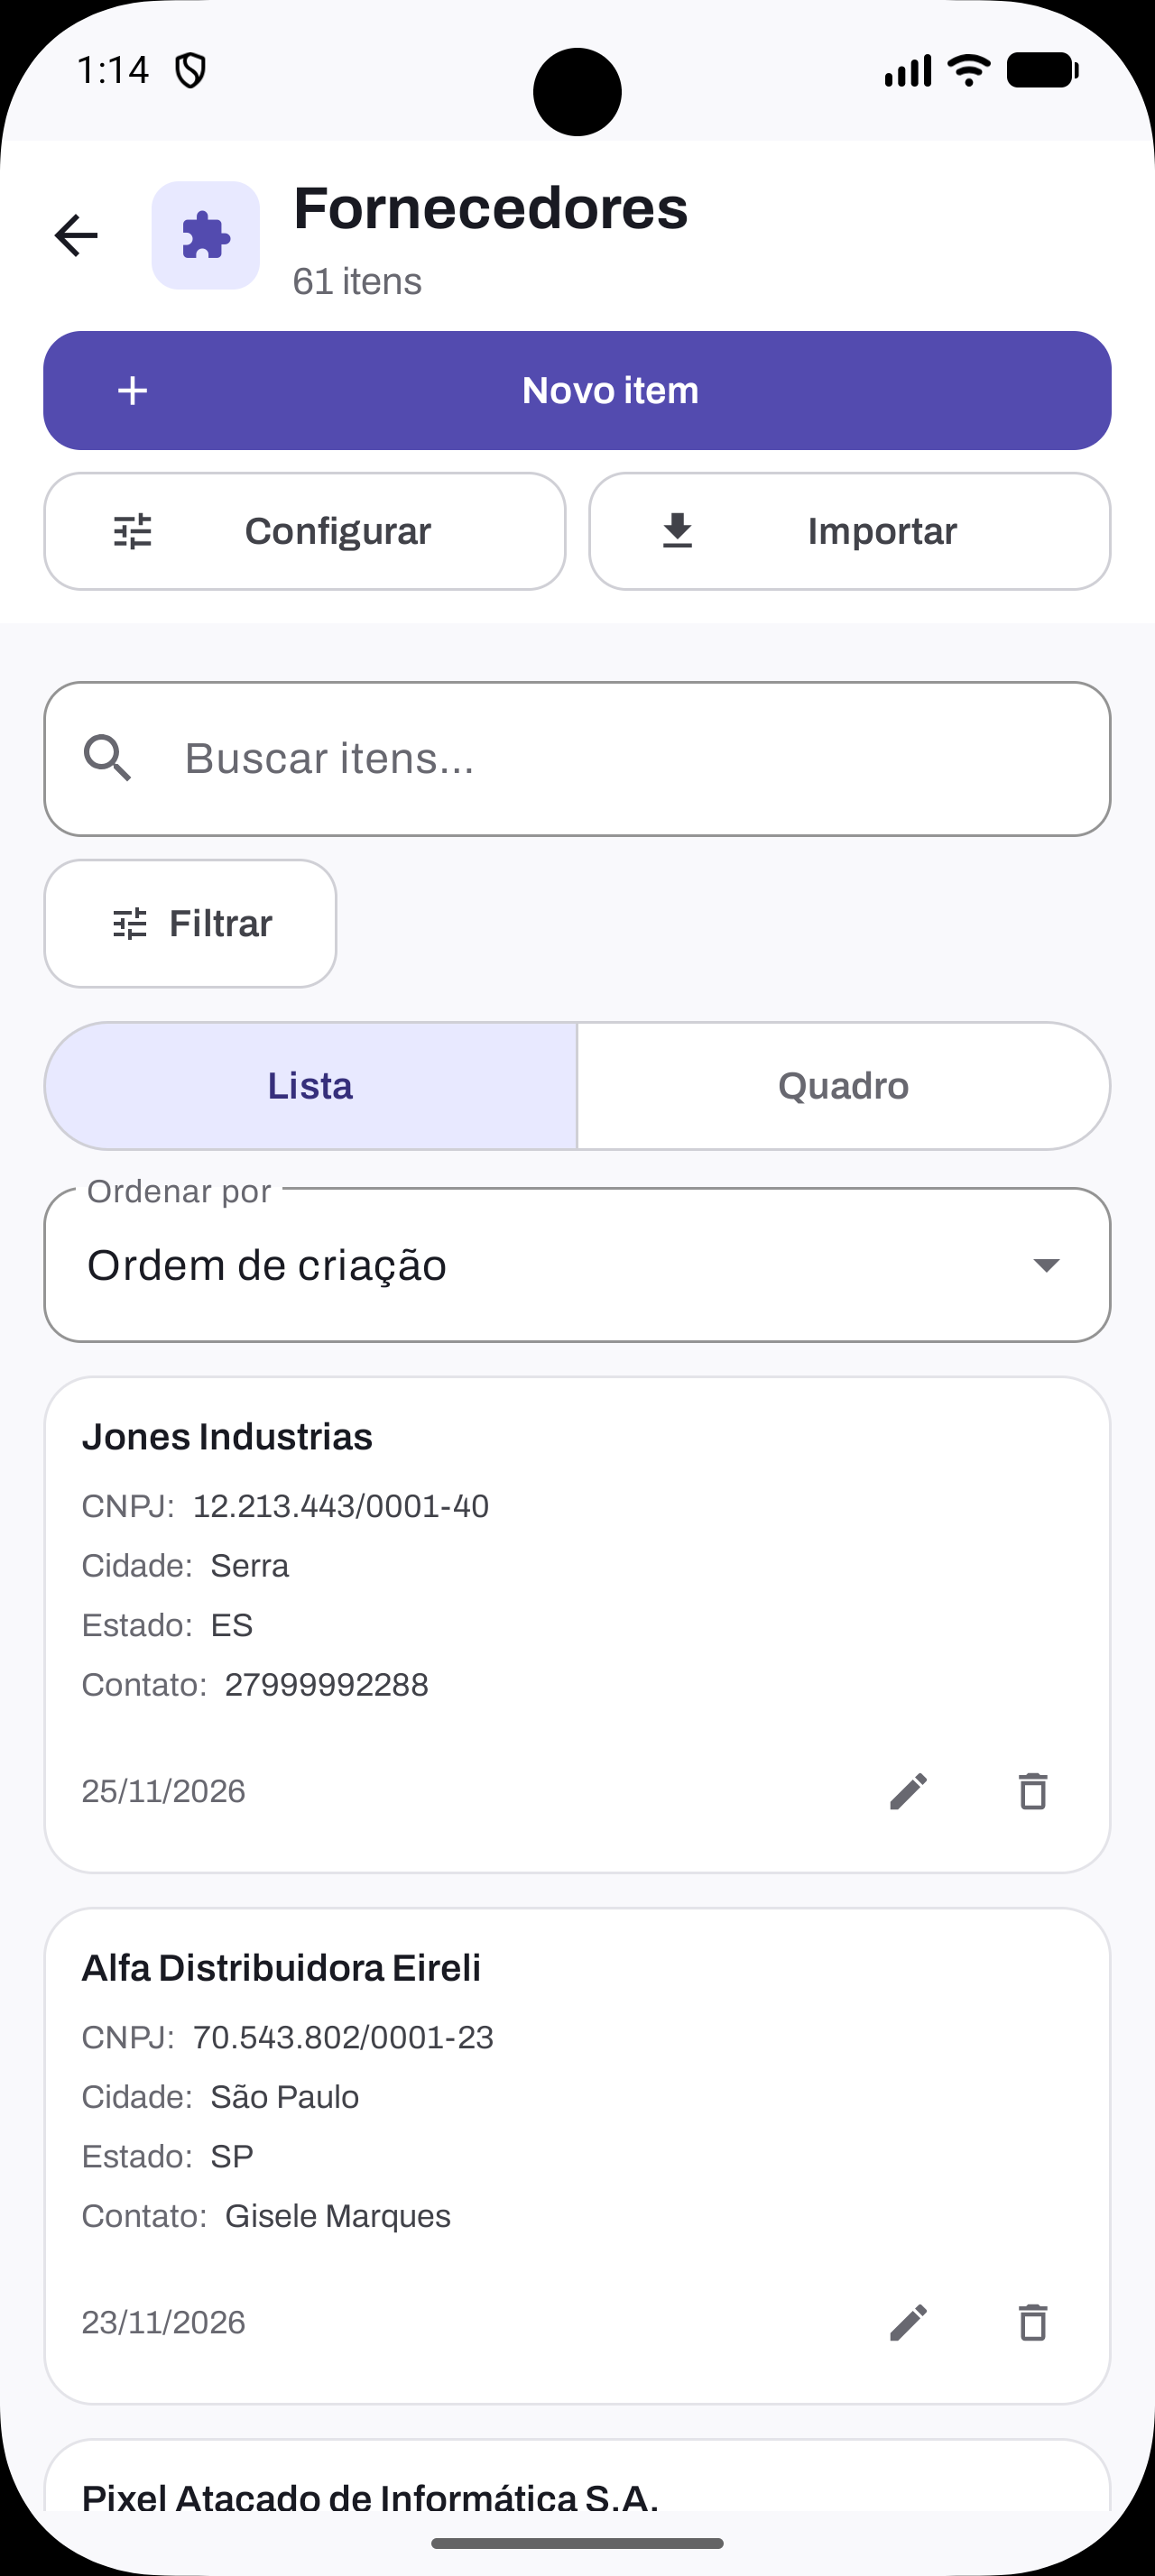 1:14
Fornecedores
61 itens
Novo item
Configurar
Importar
Buscar itens...
Filtrar
Lista
Quadro
Ordenar por
Ordem de criação
Jones Industrias
CNPJ: 12.213.443/0001-40
Cidade: Serra
Estado: ES
Contato: 27999992288
25/11/2026
Alfa Distribuidora Eireli
CNPJ: 70.543.802/0001-23
Cidade: São Paulo
Estado: SP
Contato: Gisele Marques
23/11/2026
Pixel Atacado de Informática S.A.